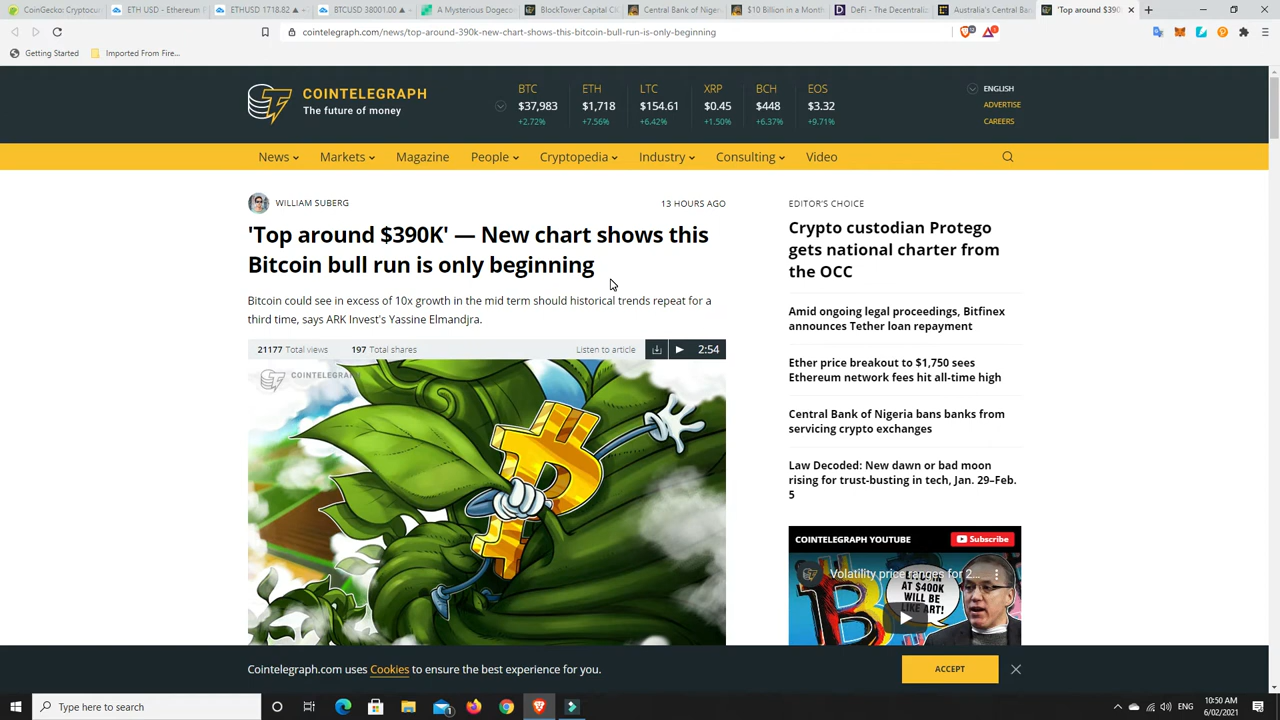 CoinGecko: Cryptocur
ETH USD - Ethereum
ETHUSD 1718.82 ▲
BTCUSD 38001.00 ▲
A Mysterious Dogeco
BlockTower Capital C
Central Bank of Niger
$10 Billion in a Month
DeFi - The Decentraliz
Australia's Central Ban
'Top around $390
cointelegraph.com/news/top-around-390k-new-chart-shows-this-bitcoin-bull-run-is-only-beginning
Getting Started
Imported From Fire...
COINTELEGRAPH
The future of money
BTC ETH LTC XRP BCH EOS
$37,983 $1,718 $154.61 $0.45 $448 $3.32
+2.72% +7.56% +6.42% +1.50% +6.37% +9.71%
ENGLISH
ADVERTISE
CAREERS
News Markets Magazine People Cryptopedia Industry Consulting Video
WILLIAM SUBERG
13 HOURS AGO
'Top around $390K' — New chart shows this
Bitcoin bull run is only beginning
Bitcoin could see in excess of 10x growth in the mid term should historical trends repeat for a
third time, says ARK Invest's Yassine Elmandjra.
21177 Total views 197 Total shares
Listen to article
2:54
COINTELEGRAPH
EDITOR'S CHOICE
Crypto custodian Protego
gets national charter from
the OCC
Amid ongoing legal proceedings, Bitfinex
announces Tether loan repayment
Ether price breakout to $1,750 sees
Ethereum network fees hit all-time high
Central Bank of Nigeria bans banks from
servicing crypto exchanges
Law Decoded: New dawn or bad moon
rising for trust-busting in tech, Jan. 29–Feb.
5
COINTELEGRAPH YOUTUBE
Subscribe
Volatility price ranges for 2...
AT $400K
WILL BE
LIKE ART!
Cointelegraph.com uses Cookies to ensure the best experience for you.
ACCEPT
Type here to search
ENG
10:50 AM
6/02/2021